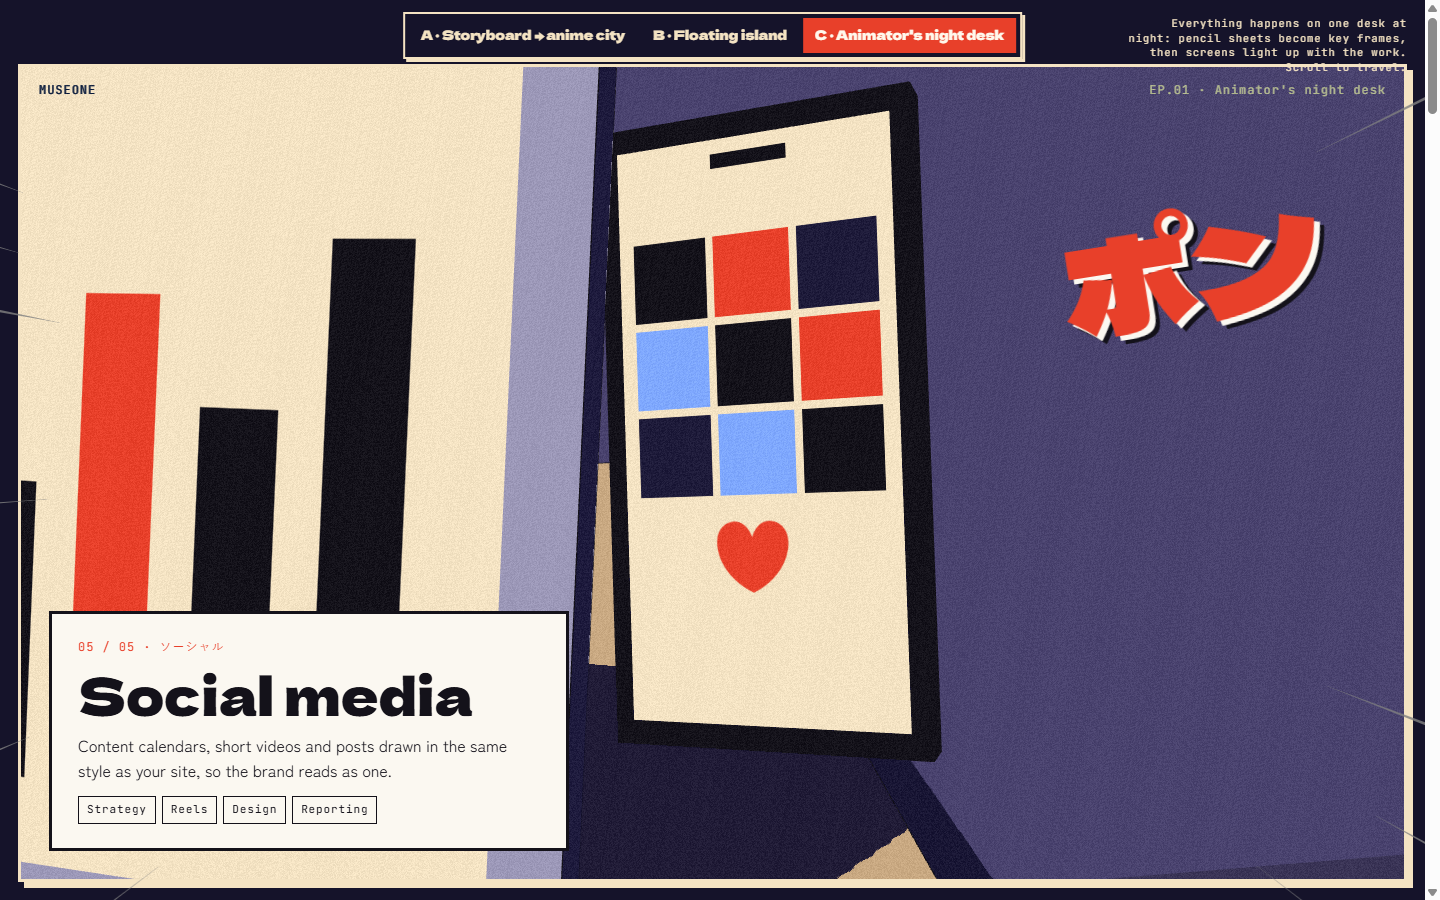 A · Storyboard → anime city
B · Floating island
C · Animator's night desk
Everything happens on one desk at
night: pencil sheets become key frames,
then screens light up with the work.
Scroll to travel.
MUSEONE
EP.01 · Animator's night desk
ポン
05 / 05 · ソーシャル
Social media
Content calendars, short videos and posts drawn in the same
style as your site, so the brand reads as one.
Strategy
Reels
Design
Reporting